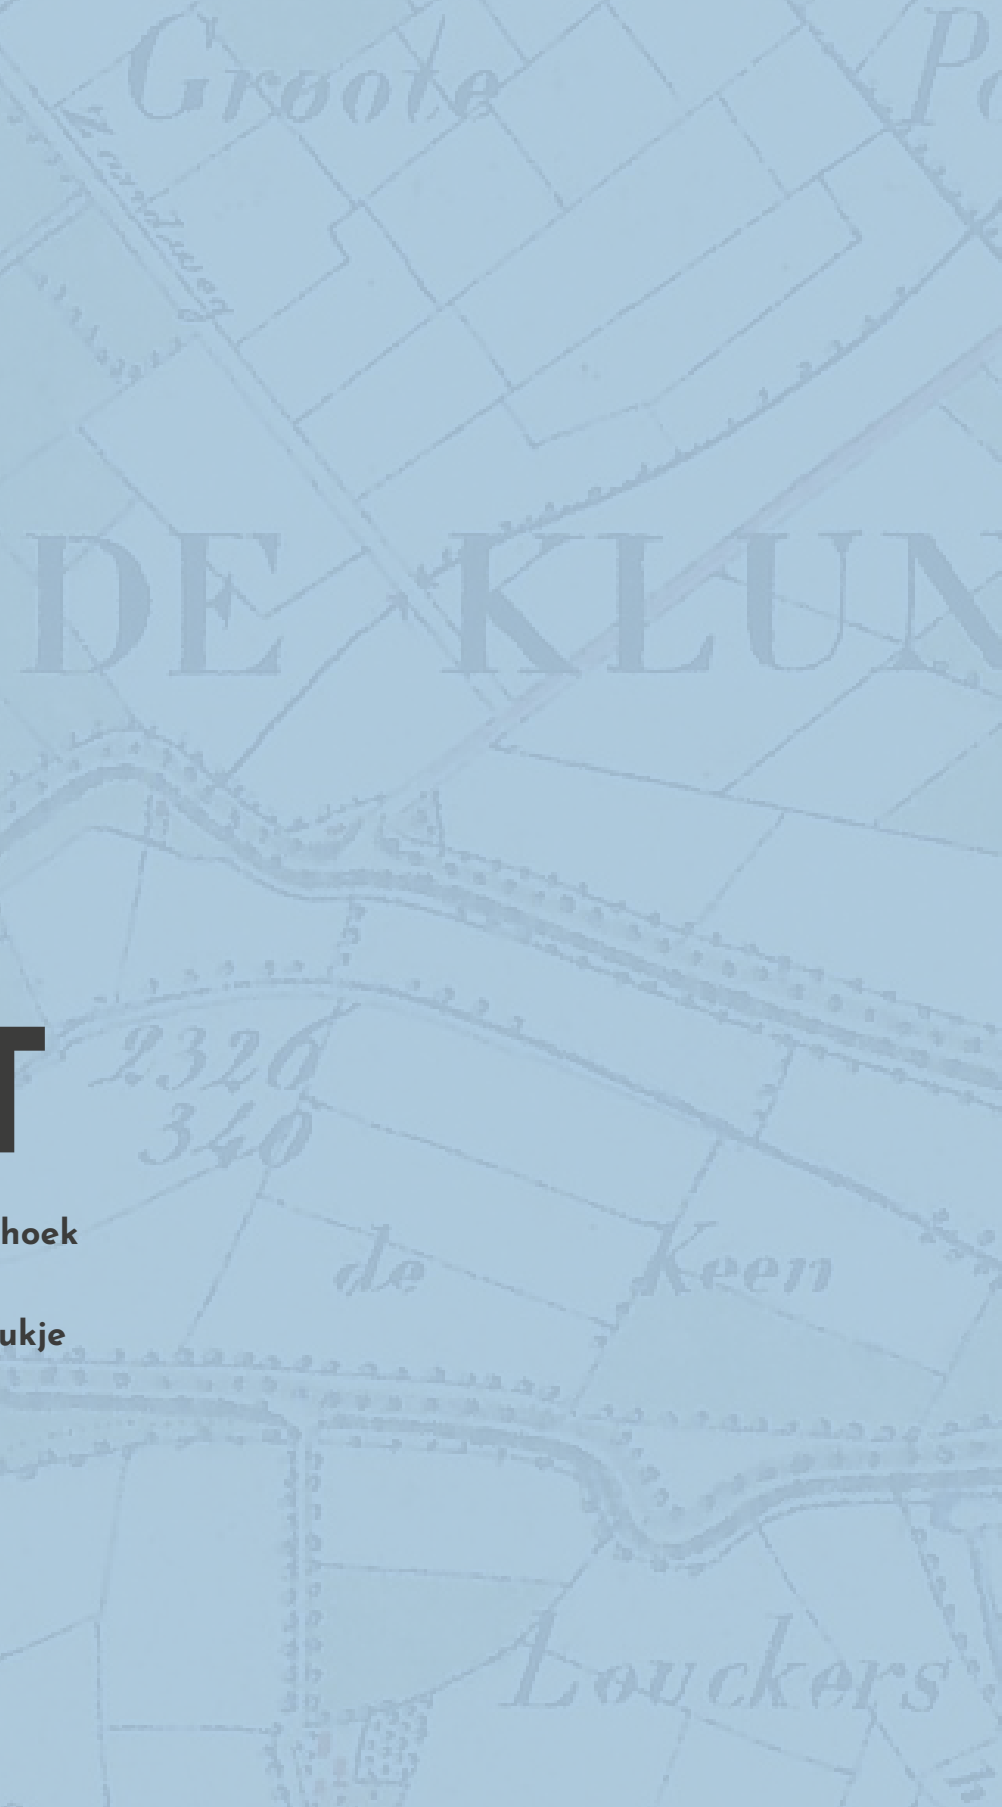 Groote
Zandweg
DE KLUN
T
2326
340
hoek
de Keen
ukje
Louckers